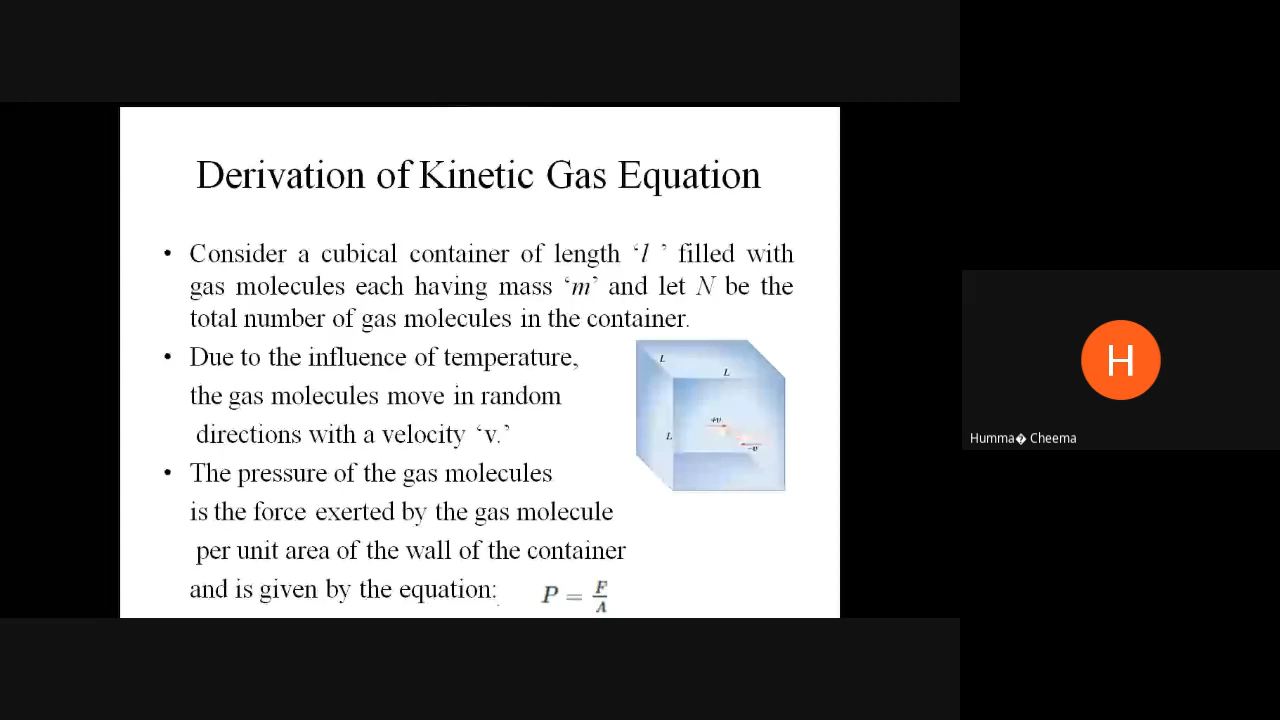 Derivation of Kinetic Gas Equation
• Consider a cubical container of length ‘l ’ filled with
gas molecules each having mass ‘m’ and let N be the
total number of gas molecules in the container.
• Due to the influence of temperature,
the gas molecules move in random
directions with a velocity ‘v.’
• The pressure of the gas molecules
is the force exerted by the gas molecule
per unit area of the wall of the container
and is given by the equation: P = F/A
L
L
L
+v
-v
H
Humma� Cheema